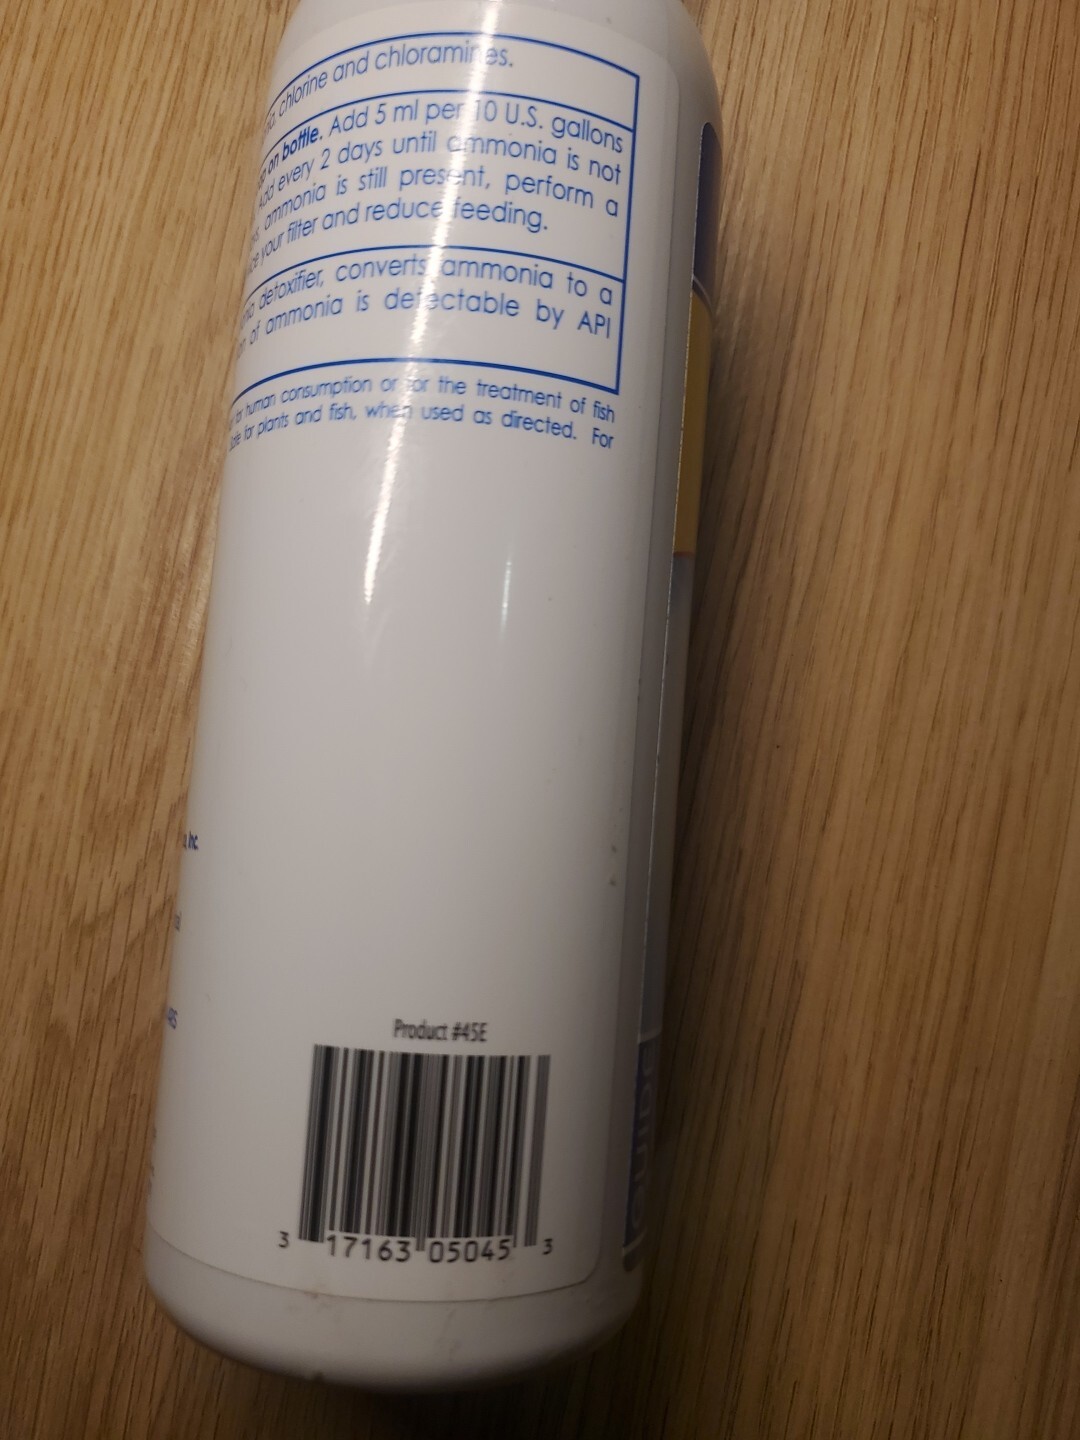 chlorine and chloramines.
on bottle. Add 5 ml per 10 U.S. gallons
Add every 2 days until ammonia is not
ammonia is still present, perform a
your filter and reduce feeding.
detoxifier, converts ammonia to a
of ammonia is detectable by API
for human consumption or for the treatment of fish
Safe for plants and fish, when used as directed. For
Inc.
Product #45E
3 17163 05045 3